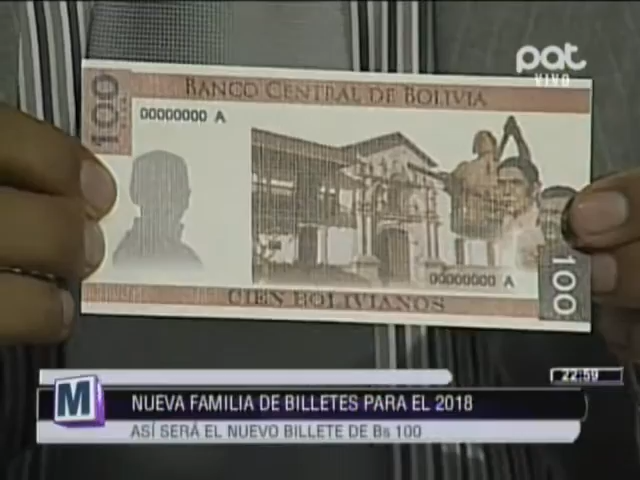 pat
VIVO
BANCO CENTRAL DE BOLIVIA
100
00000000 A
00000000 A
100
CIEN BOLIVIANOS
22:59
M
NUEVA FAMILIA DE BILLETES PARA EL 2018
ASÍ SERÁ EL NUEVO BILLETE DE Bs 100